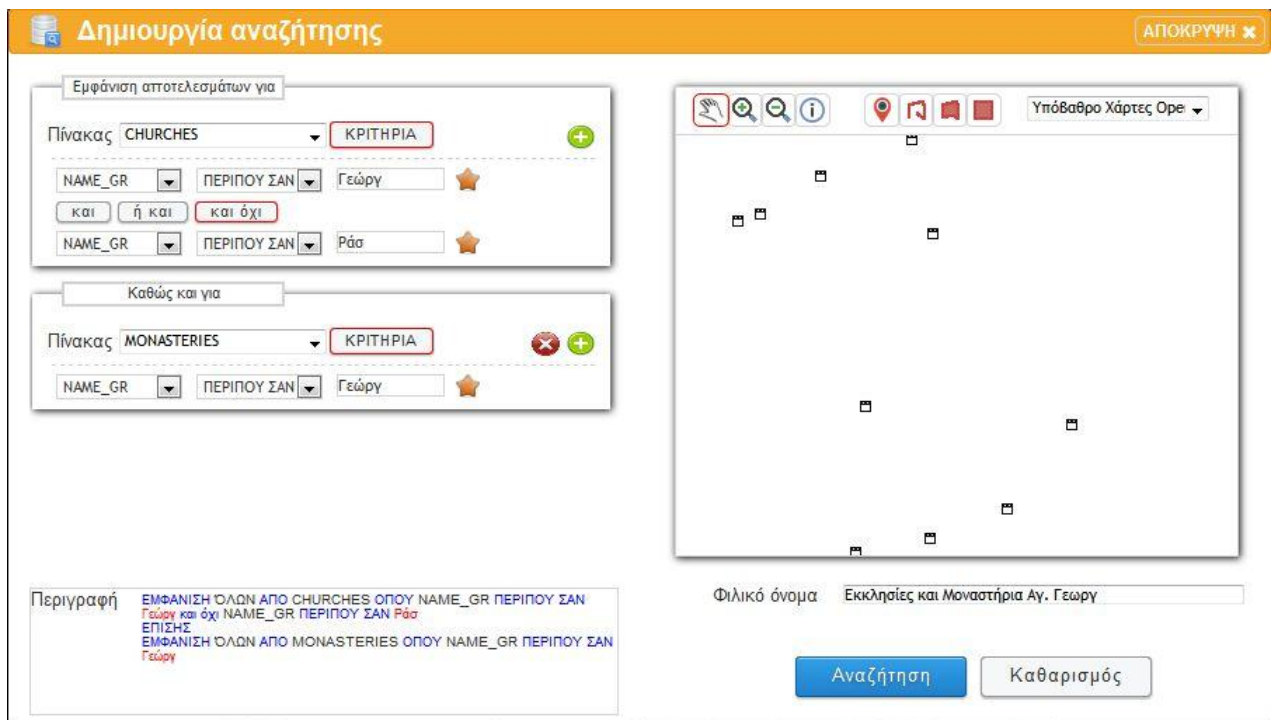 Δημιουργία αναζήτησης
ΑΠΟΚΡΥΨΗ ×
Εμφάνιση αποτελεσμάτων για
Πίνακας CHURCHES ΚΡΙΤΗΡΙΑ
NAME_GR ΠΕΡΙΠΟΥ ΣΑΝ Γεώργ
και ή και και όχι
NAME_GR ΠΕΡΙΠΟΥ ΣΑΝ Ράσ
Καθώς και για
Πίνακας MONASTERIES ΚΡΙΤΗΡΙΑ
NAME_GR ΠΕΡΙΠΟΥ ΣΑΝ Γεώργ
Περιγραφή
ΕΜΦΑΝΙΣΗ ΌΛΩΝ ΑΠΟ CHURCHES ΟΠΟΥ NAME_GR ΠΕΡΙΠΟΥ ΣΑΝ
Γεώργ και όχι NAME_GR ΠΕΡΙΠΟΥ ΣΑΝ Ράσ
ΕΠΙΣΗΣ
ΕΜΦΑΝΙΣΗ ΌΛΩΝ ΑΠΟ MONASTERIES ΟΠΟΥ NAME_GR ΠΕΡΙΠΟΥ ΣΑΝ
Γεώργ
Υπόβαθρο Χάρτες Ope
Φιλικό όνομα Εκκλησίες και Μοναστήρια Αγ. Γεωργ
Αναζήτηση Καθαρισμός